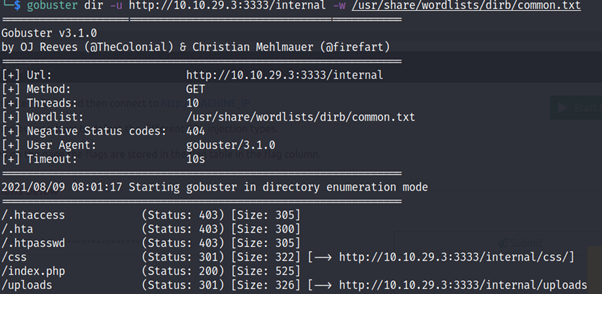 $ gobuster dir -u http://10.10.29.3:3333/internal -w /usr/share/wordlists/dirb/common.txt
===============================================================
Gobuster v3.1.0
by OJ Reeves (@TheColonial) & Christian Mehlmauer (@firefart)
===============================================================
[+] Url: http://10.10.29.3:3333/internal
[+] Method: GET
[+] Threads: 10
[+] Wordlist: /usr/share/wordlists/dirb/common.txt
[+] Negative Status codes: 404
[+] User Agent: gobuster/3.1.0
[+] Timeout: 10s
===============================================================
2021/08/09 08:01:17 Starting gobuster in directory enumeration mode
===============================================================
/.htaccess (Status: 403) [Size: 305]
/.hta (Status: 403) [Size: 300]
/.htpasswd (Status: 403) [Size: 305]
/css (Status: 301) [Size: 322] [--> http://10.10.29.3:3333/internal/css/]
/index.php (Status: 200) [Size: 525]
/uploads (Status: 301) [Size: 326] [--> http://10.10.29.3:3333/internal/uploads